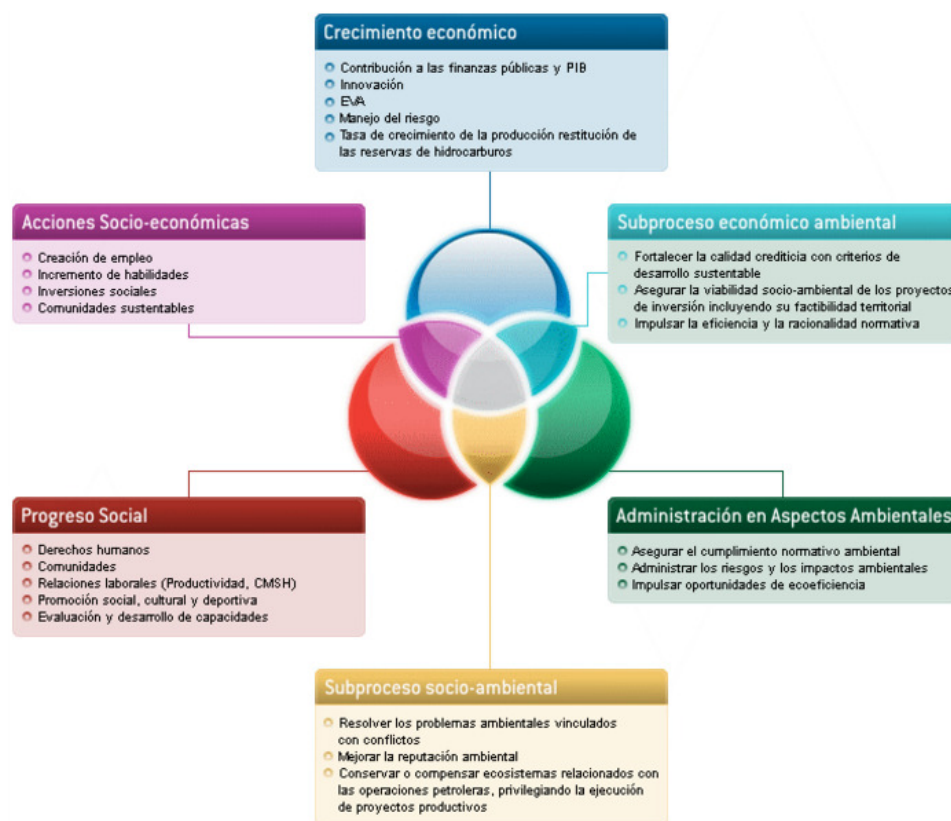 Crecimiento económico
Contribución a las finanzas públicas y PIB
Innovación
EVA
Manejo del riesgo
Tasa de crecimiento de la producción restitución de
las reservas de hidrocarburos
Acciones Socio-económicas
Creación de empleo
Incremento de habilidades
Inversiones sociales
Comunidades sustentables
Subproceso económico ambiental
Fortalecer la calidad crediticia con criterios de
desarrollo sustentable
Asegurar la viabilidad socio-ambiental de los proyectos
de inversión incluyendo su factibilidad territorial
Impulsar la eficiencia y la racionalidad normativa
Progreso Social
Derechos humanos
Comunidades
Relaciones laborales (Productividad, CMSH)
Promoción social, cultural y deportiva
Evaluación y desarrollo de capacidades
Administración en Aspectos Ambientales
Asegurar el cumplimiento normativo ambiental
Administrar los riesgos y los impactos ambientales
Impulsar oportunidades de ecoeficiencia
Subproceso socio-ambiental
Resolver los problemas ambientales vinculados
con conflictos
Mejorar la reputación ambiental
Conservar o compensar ecosistemas relacionados con
las operaciones petroleras, privilegiando la ejecución
de proyectos productivos